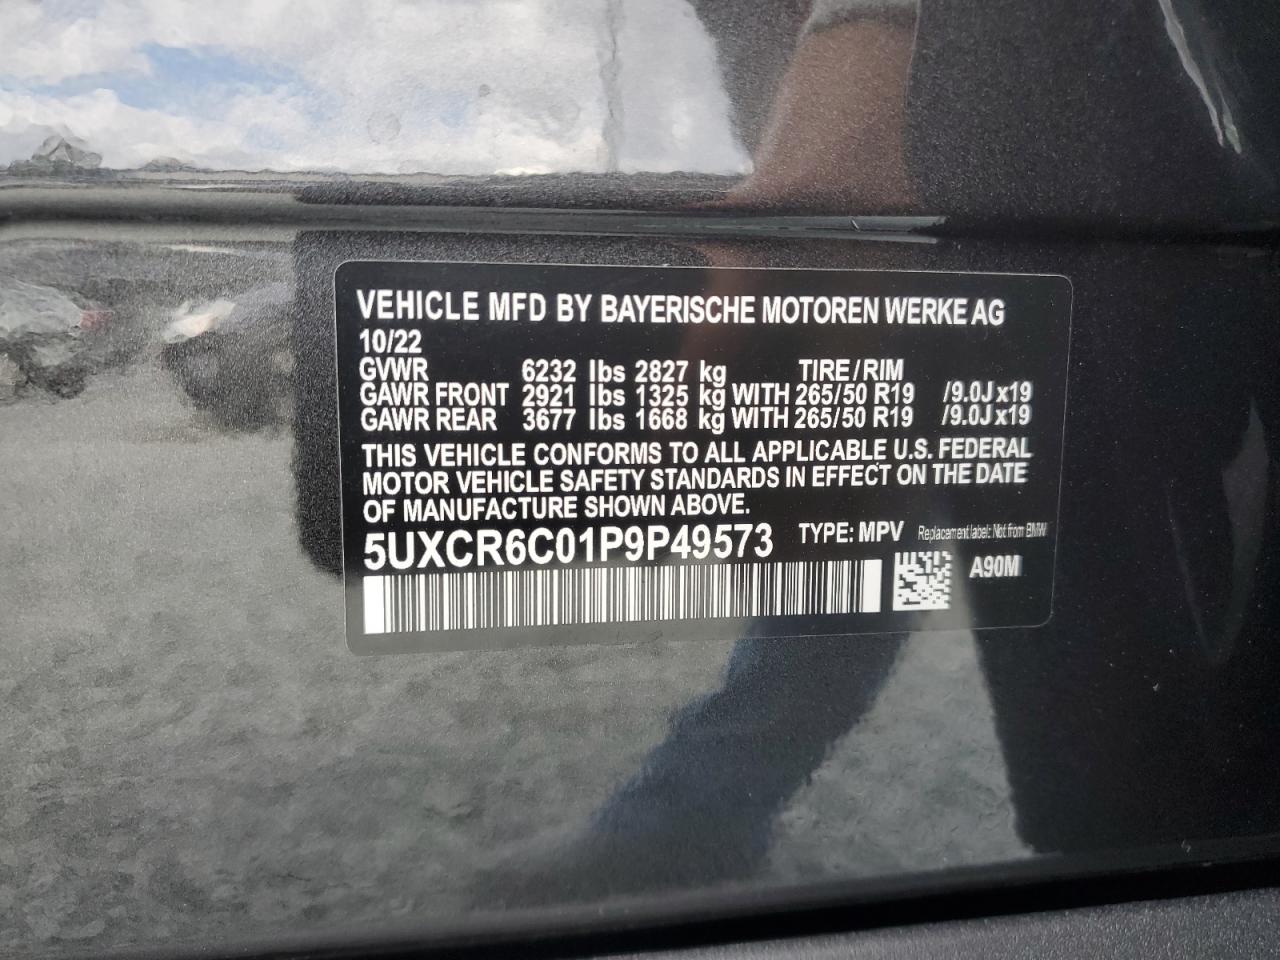 VEHICLE MFD BY BAYERISCHE MOTOREN WERKE AG
10/22
GVWR 6232 lbs 2827 kg TIRE/RIM
GAWR FRONT 2921 lbs 1325 kg WITH 265/50 R19 /9.0J x19
GAWR REAR 3677 lbs 1668 kg WITH 265/50 R19 /9.0J x19
THIS VEHICLE CONFORMS TO ALL APPLICABLE U.S. FEDERAL
MOTOR VEHICLE SAFETY STANDARDS IN EFFECT ON THE DATE
OF MANUFACTURE SHOWN ABOVE.
5UXCR6C01P9P49573 TYPE: MPV Replacement label: Not from BMW
A90M